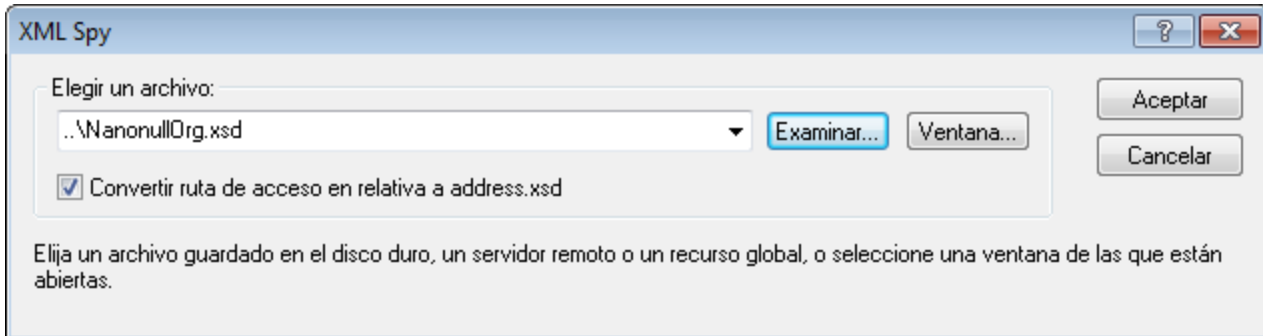 XML Spy
Elegir un archivo:
..\NanonullOrg.xsd
Examinar...
Ventana...
Aceptar
Cancelar
Convertir ruta de acceso en relativa a address.xsd
Elija un archivo guardado en el disco duro, un servidor remoto o un recurso global, o seleccione una ventana de las que están
abiertas.